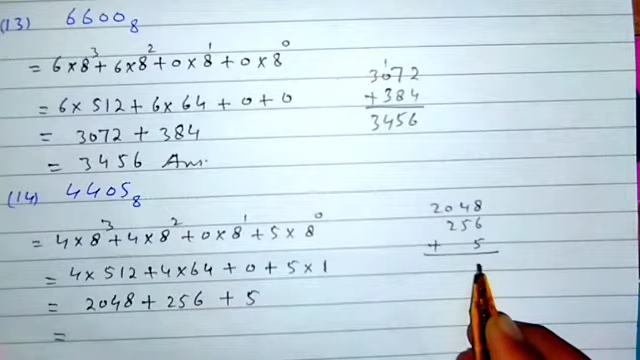 (13) 6600₈
= 6×8³ + 6×8² + 0×8¹ + 0×8⁰
= 6×512 + 6×64 + 0 + 0
= 3072 + 384
= 3456 Ans.
1
3072
+384
3456
(14) 4405₈
= 4×8³ + 4×8² + 0×8¹ + 5×8⁰
= 4×512 + 4×64 + 0 + 5×1
= 2048 + 256 + 5
=
2048
256
+ 5